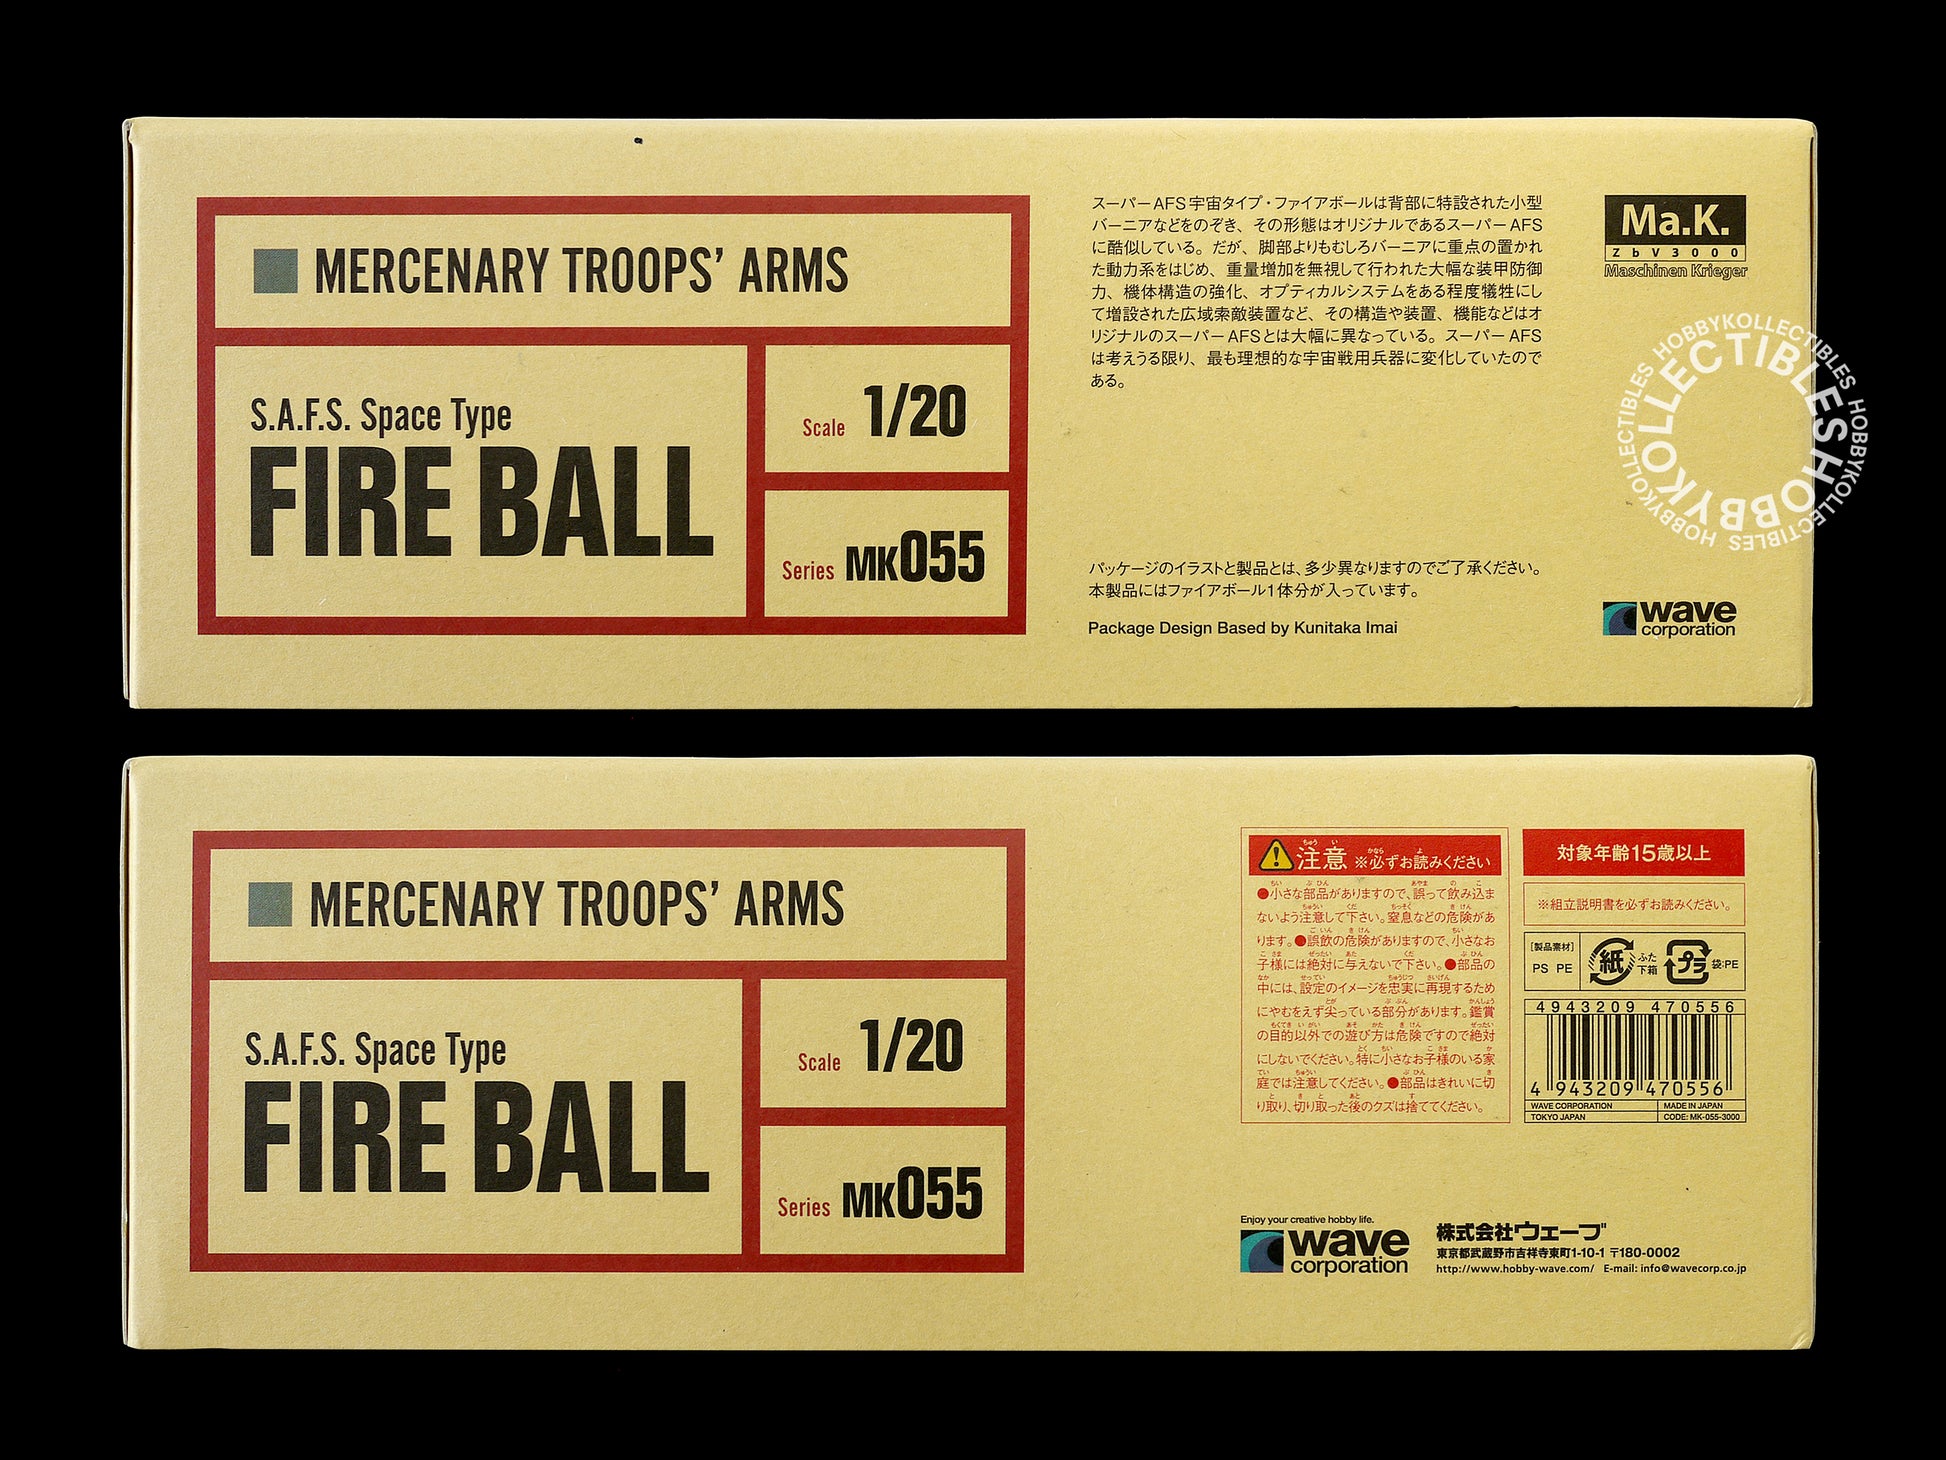 MERCENARY TROOPS’ ARMS
S.A.F.S. Space Type
FIRE BALL
Scale 1/20
Series MK055
スーパーAFS宇宙タイプ・ファイアボールは背部に特設された小型
バーニアなどをのぞき、その形態はオリジナルであるスーパーAFS
に酷似している。だが、脚部よりもむしろバーニアに重点の置かれ
た動力系をはじめ、重量増加を無視して行われた大幅な装甲防御
力、機体構造の強化、オプティカルシステムをある程度犠牲にし
て増設された広域索敵装置など、その構造や装置、機能などはオ
リジナルのスーパーAFSとは大幅に異なっている。スーパーAFS
は考えうる限り、最も理想的な宇宙戦用兵器に変化していたので
ある。
パッケージのイラストと製品とは、多少異なりますのでご了承ください。
本製品にはファイアボール1体分が入っています。
Package Design Based by Kunitaka Imai
Ma.K.
ZbV3000
Maschinen Krieger
HOBBYKOLLECTIBLES HOBBYKOLLECTIBLES HOBBYKOLLECTIBLES HOBBYKOLLECTIBLES
HOBBYKOLLECTIBLES
wave
corporation
MERCENARY TROOPS’ ARMS
S.A.F.S. Space Type
FIRE BALL
Scale 1/20
Series MK055
注意 ※必ずお読みください
●小さな部品がありますので、誤って飲み込ま
ないよう注意して下さい。窒息などの危険があ
ります。●誤飲の危険がありますので、小さなお
子様には絶対に与えないで下さい。●部品の
中には、設定のイメージを忠実に再現するため
にやむをえず尖っている部分があります。鑑賞
の目的以外での遊び方は危険ですので絶対
にしないでください。特に小さなお子様のいる家
庭では注意してください。●部品はきれいに切
り取り、切り取った後のクズは捨ててください。
対象年齢15歳以上
※組立説明書を必ずお読みください。
[製品素材]
PS PE
紙 ふた 下箱
プラ 袋:PE
4943209 470556
4 943209 470556
WAVE CORPORATION MADE IN JAPAN
TOKYO JAPAN CODE: MK-055-3000
Enjoy your creative hobby life.
wave
corporation
株式会社ウェーブ
東京都武蔵野市吉祥寺東町1-10-1 〒180-0002
http://www.hobby-wave.com/ E-mail: info@wavecorp.co.jp